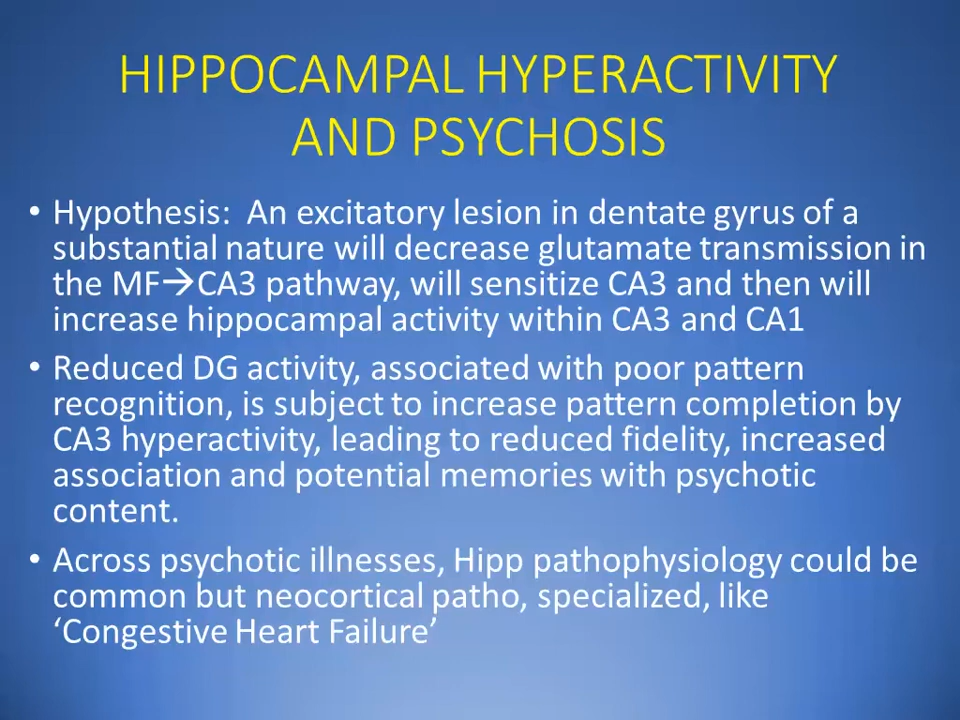 HIPPOCAMPAL HYPERACTIVITY
AND PSYCHOSIS
• Hypothesis:  An excitatory lesion in dentate gyrus of a
substantial nature will decrease glutamate transmission in
the MF→CA3 pathway, will sensitize CA3 and then will
increase hippocampal activity within CA3 and CA1
• Reduced DG activity, associated with poor pattern
recognition, is subject to increase pattern completion by
CA3 hyperactivity, leading to reduced fidelity, increased
association and potential memories with psychotic
content.
• Across psychotic illnesses, Hipp pathophysiology could be
common but neocortical patho, specialized, like
‘Congestive Heart Failure’